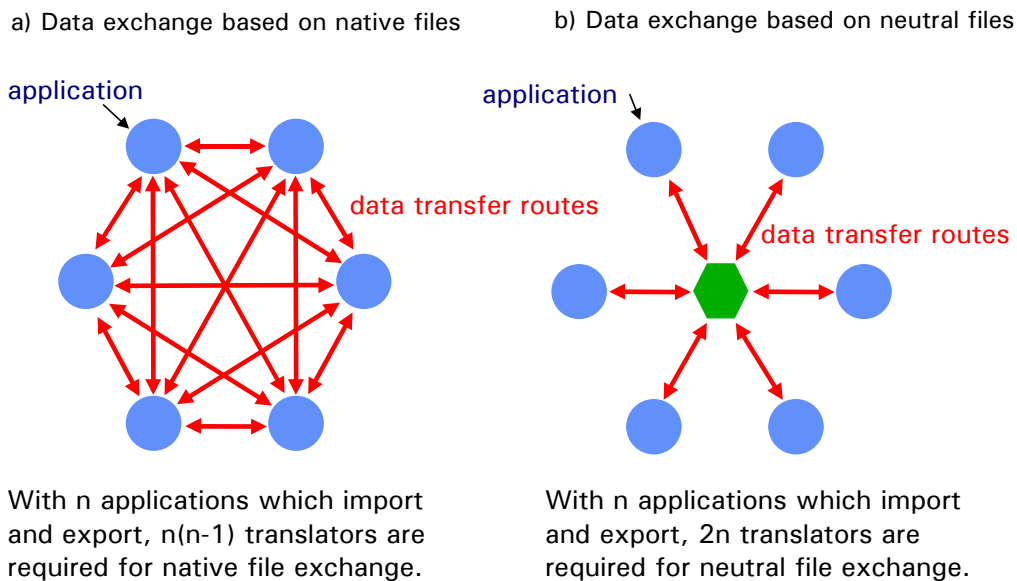 a) Data exchange based on native files
b) Data exchange based on neutral files
application
application
data transfer routes
data transfer routes
With n applications which import
and export, n(n-1) translators are
required for native file exchange.
With n applications which import
and export, 2n translators are
required for neutral file exchange.